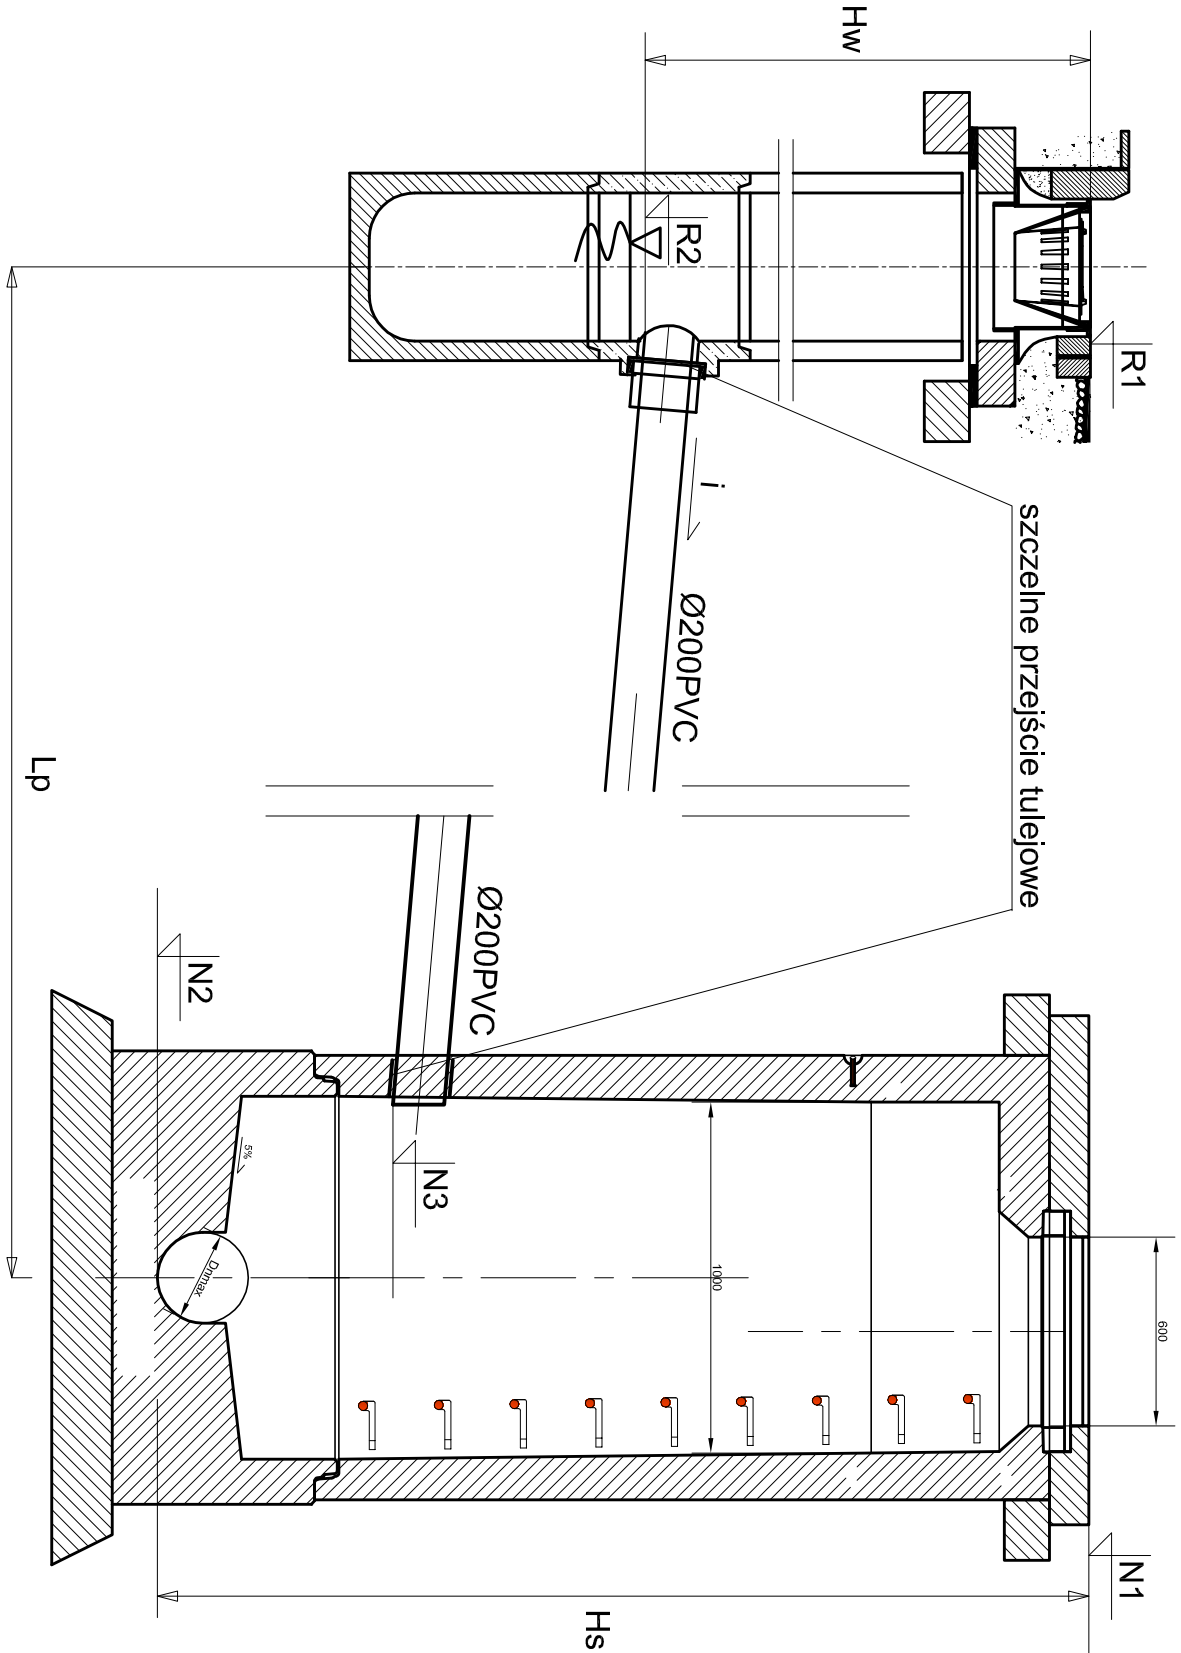 Hw
R1
R2
i
Ø200PVC
szczelne przejście tulejowe
Lp
Ø200PVC
N2
N3
5%
Dnmax
1000
600
N1
Hs